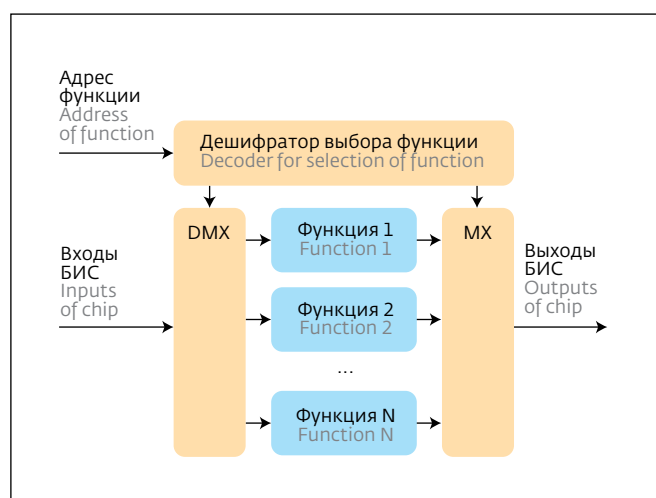 Адрес
функции
Address
of function
Дешифратор выбора функции
Decoder for selection of function
DMX
Функция 1
Function 1
MX
Входы
БИС
Inputs
of chip
Выходы
БИС
Outputs
of chip
Функция 2
Function 2
...
Функция N
Function N